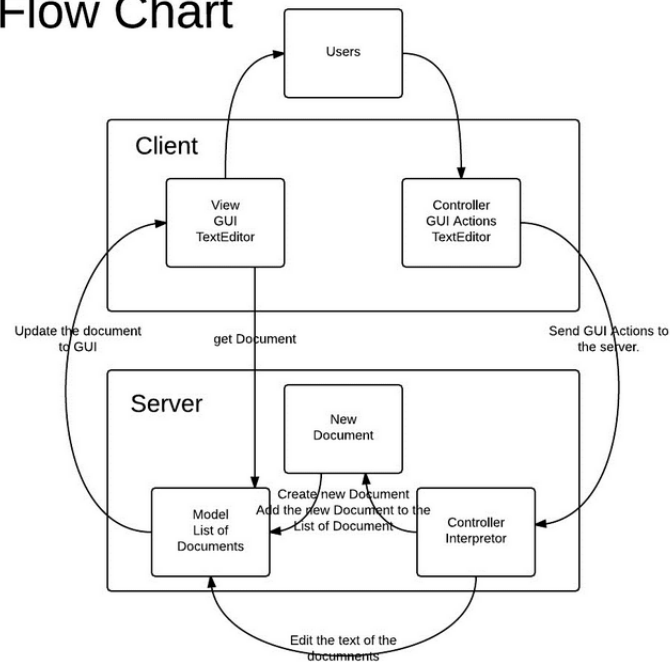 Flow Chart
Users
Client
View
GUI
TextEditor
Controller
GUI Actions
TextEditor
Update the document
to GUI
get Document
Send GUI Actions to
the server.
Server
New
Document
Create new Document
Add the new Document to the
List of Document
Model
List of
Documents
Controller
Interpretor
Edit the text of the
documnents